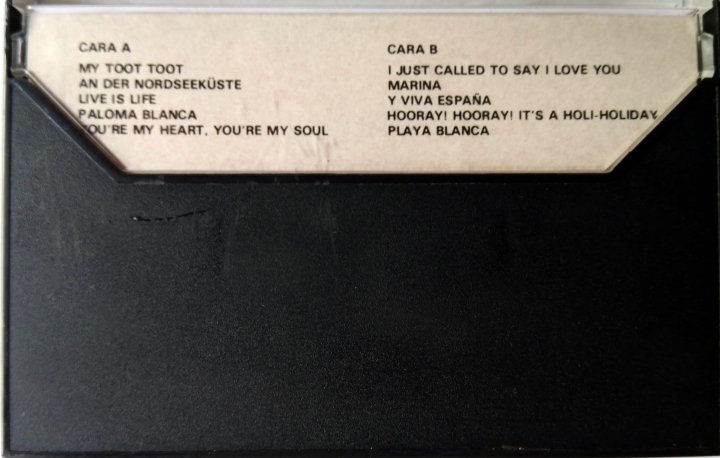 CARA A
MY TOOT TOOT
AN DER NORDSEEKÜSTE
LIVE IS LIFE
PALOMA BLANCA
YOU'RE MY HEART, YOU'RE MY SOUL
CARA B
I JUST CALLED TO SAY I LOVE YOU
MARINA
Y VIVA ESPAÑA
HOORAY! HOORAY! IT'S A HOLI-HOLIDAY
PLAYA BLANCA